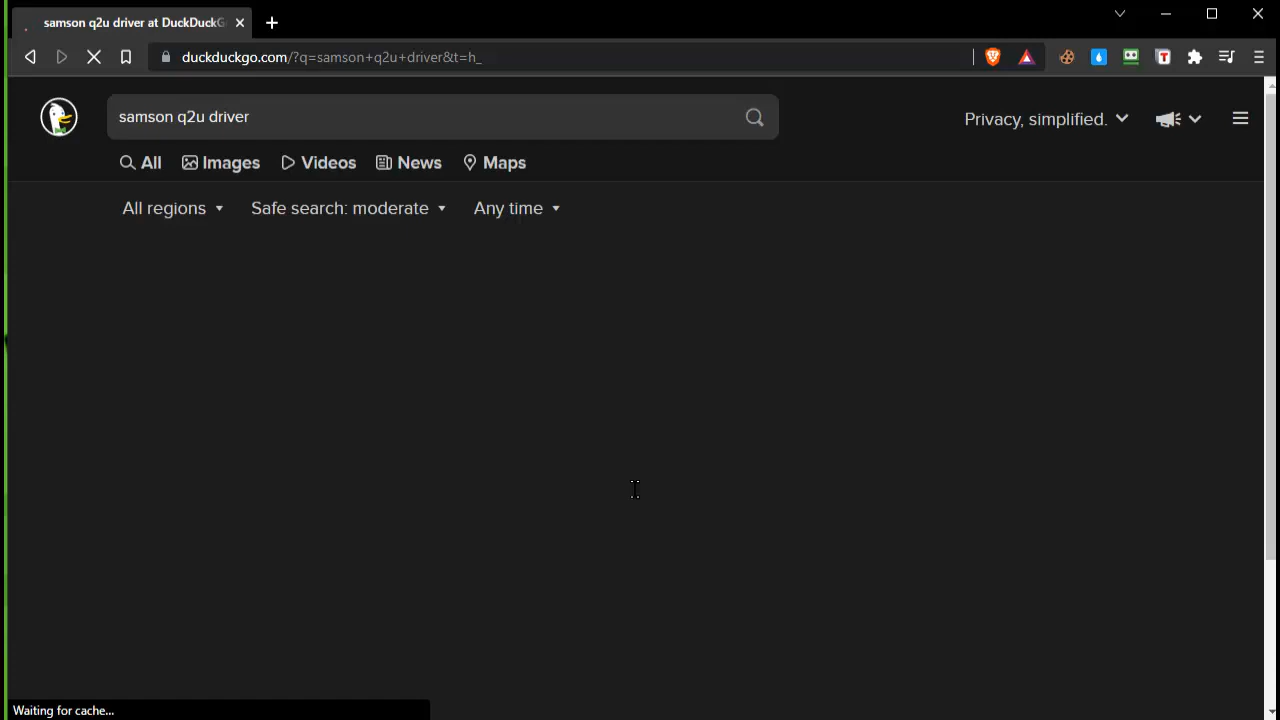 samson q2u driver at DuckDuckG
duckduckgo.com/?q=samson+q2u+driver&t=h_
samson q2u driver
Privacy, simplified.
All Images Videos News Maps
All regions Safe search: moderate Any time
Waiting for cache...